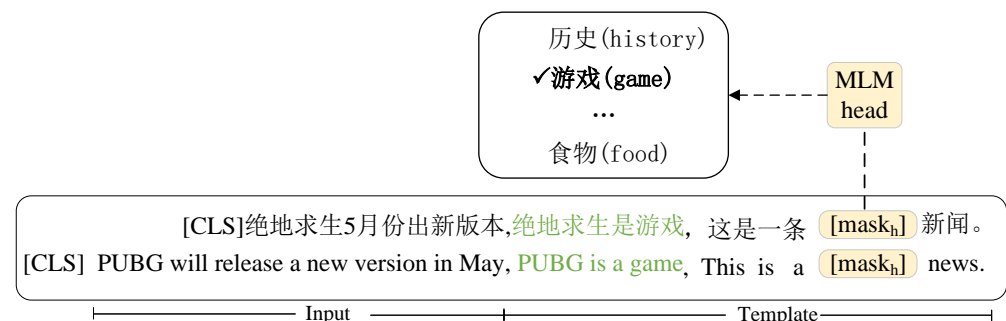 历史(history)
✓游戏(game)
...
食物(food)
MLM
head
[CLS]绝地求生5月份出新版本,绝地求生是游戏，这是一条 [maskh] 新闻。
[CLS] PUBG will release a new version in May, PUBG is a game, This is a [maskh] news.
Input
Template